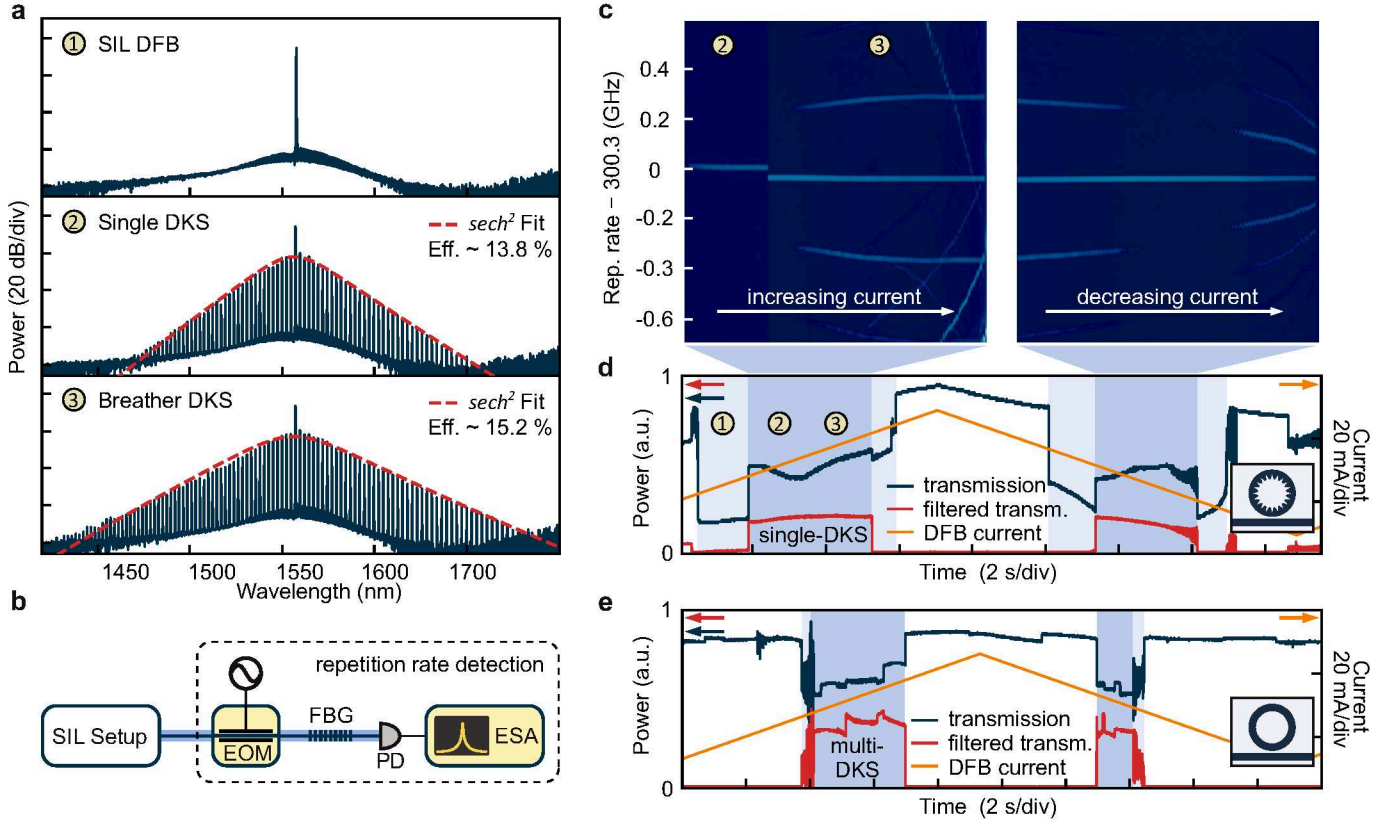 a
① SIL DFB
② Single DKS
sech² Fit
Eff. ~ 13.8 %
③ Breather DKS
sech² Fit
Eff. ~ 15.2 %
Power (20 dB/div)
1450 1500 1550 1600 1700
Wavelength (nm)
b
repetition rate detection
SIL Setup
EOM
FBG
PD
ESA
c
② ③
Rep. rate – 300.3 (GHz)
0.4
0.2
0
-0.2
-0.3
-0.6
increasing current
decreasing current
d
1
0
Power (a.u.)
① ② ③
transmission
filtered transm.
DFB current
single-DKS
Current
20 mA/div
Time (2 s/div)
e
1
0
Power (a.u.)
transmission
filtered transm.
DFB current
multi-
DKS
Current
20 mA/div
Time (2 s/div)